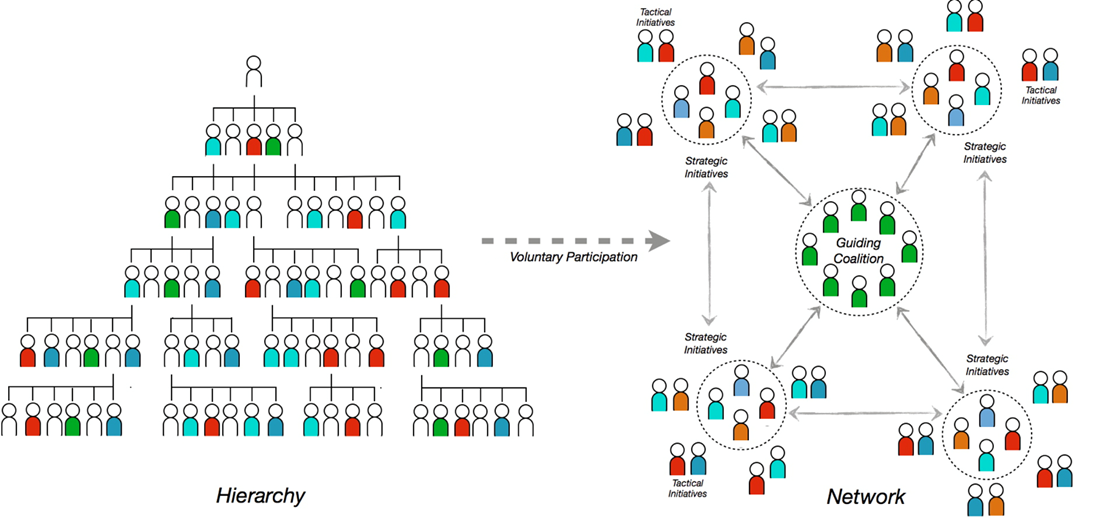 Tactical
Initiatives
Tactical
Initiatives
Strategic
Initiatives
Strategic
Initiatives
Guiding
Coalition
Voluntary Participation
Strategic
Initiatives
Strategic
Initiatives
Tactical
Initiatives
Hierarchy
Network